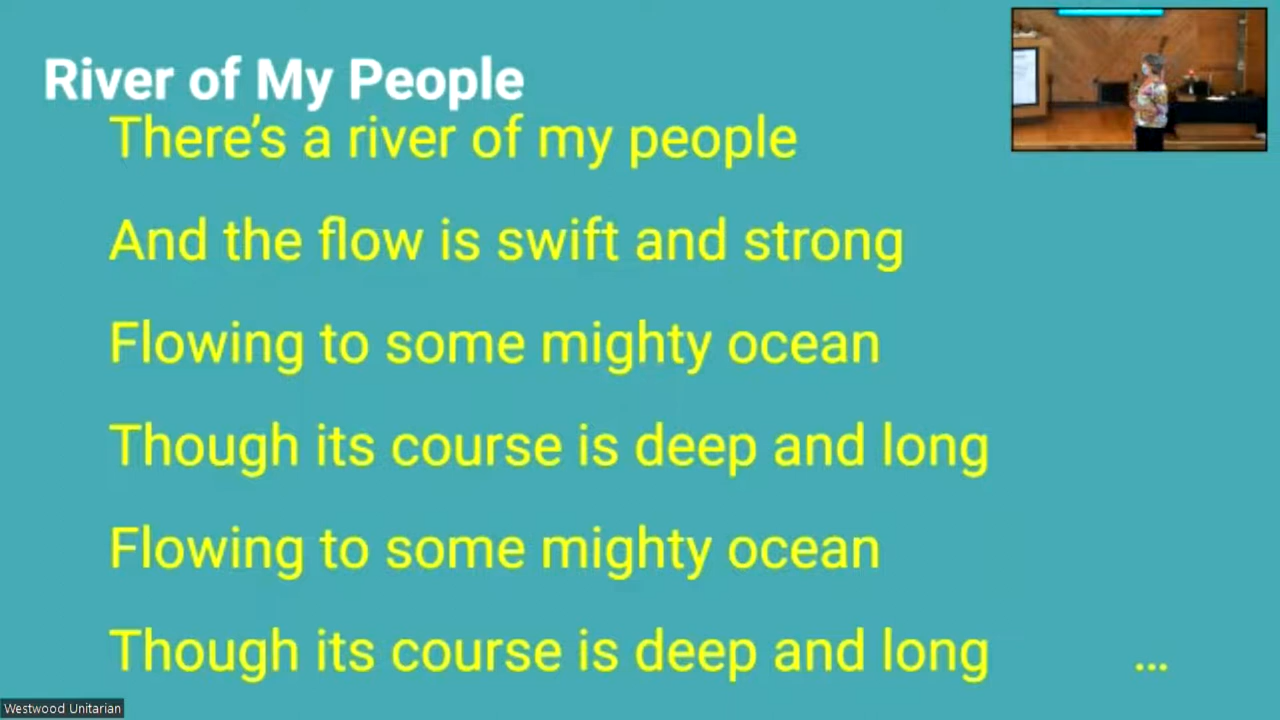 River of My People
There's a river of my people
And the flow is swift and strong
Flowing to some mighty ocean
Though its course is deep and long
Flowing to some mighty ocean
Though its course is deep and long ...
Westwood Unitarian